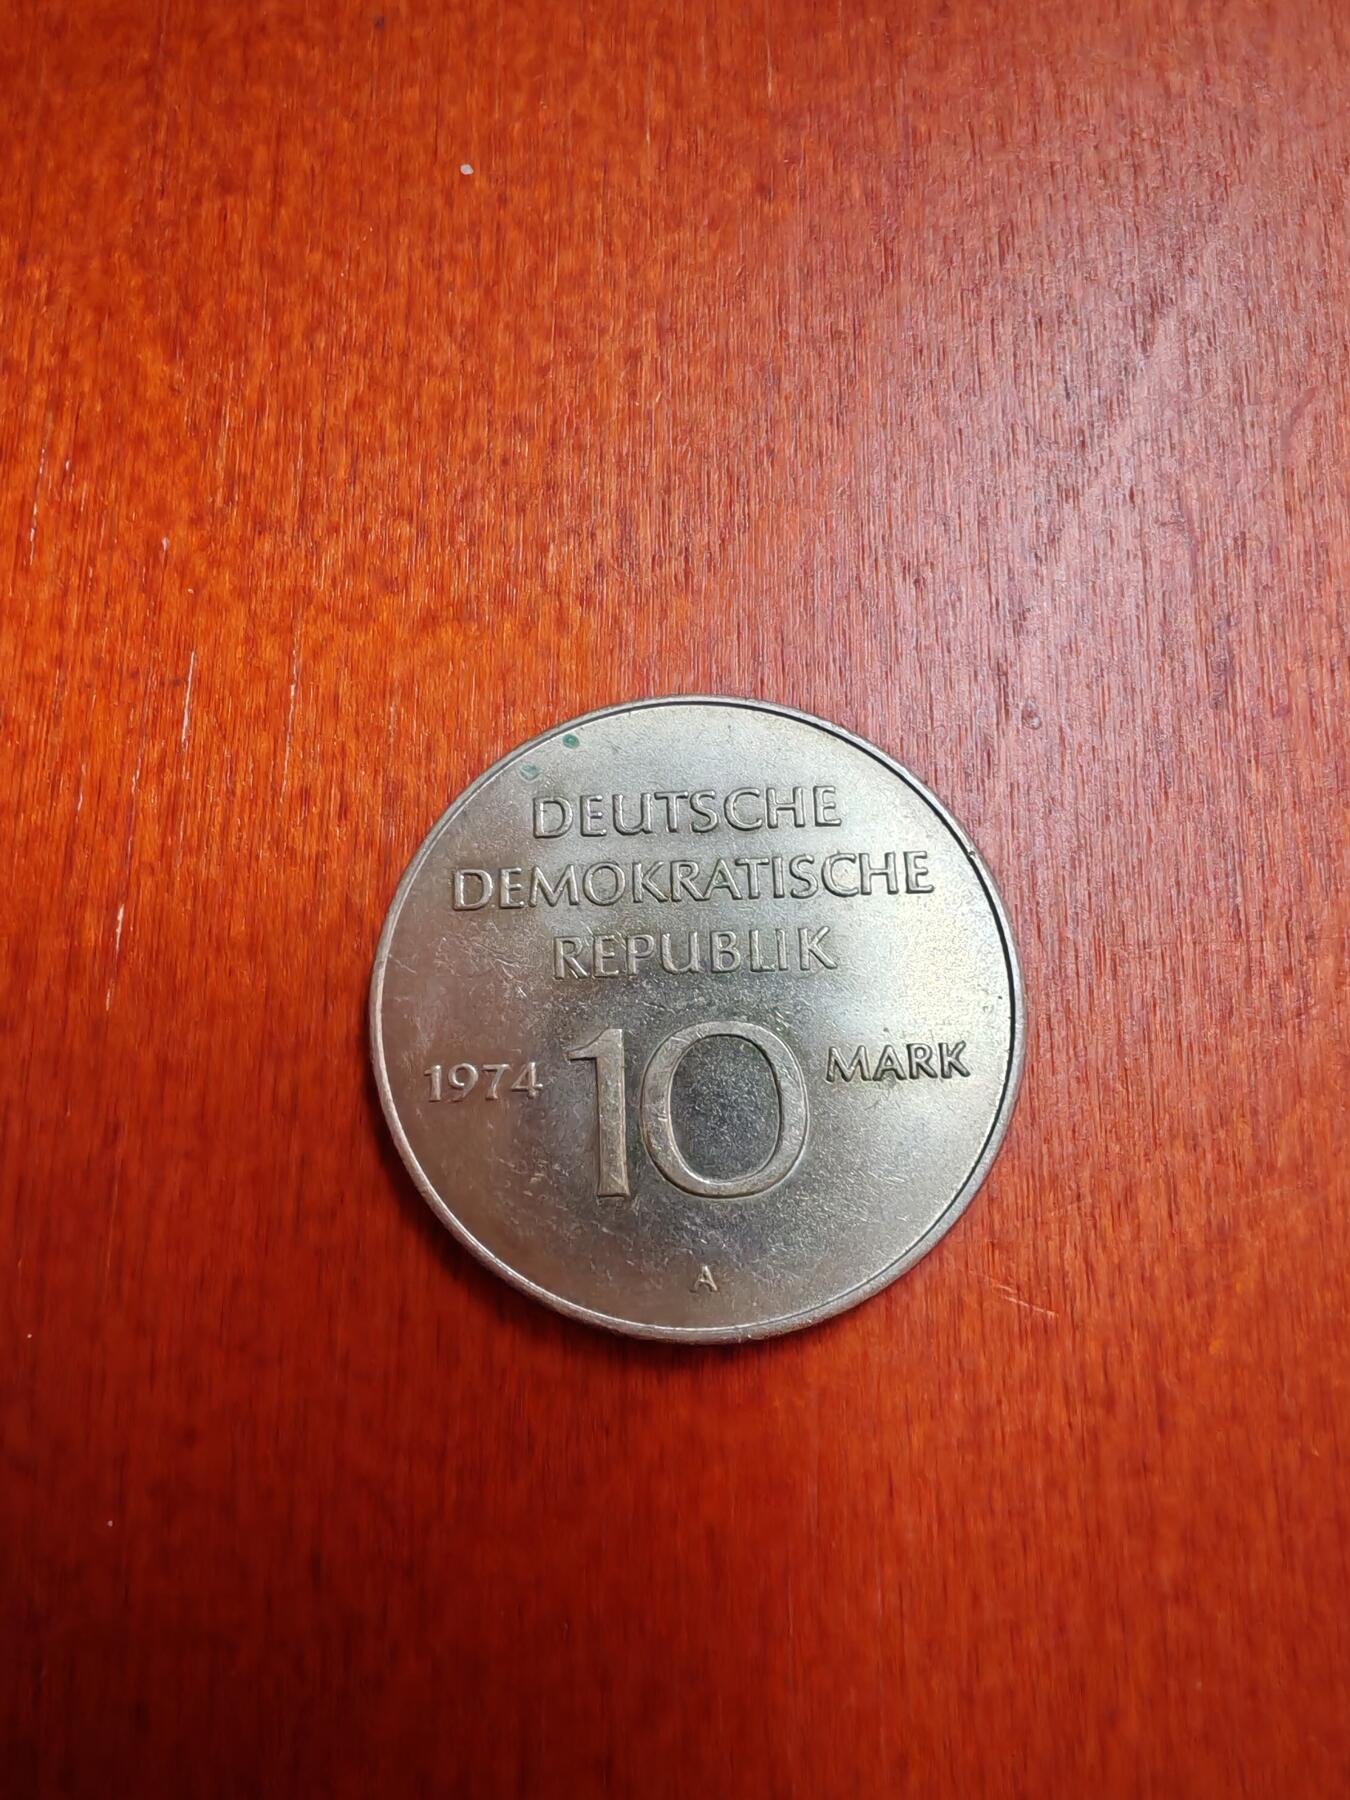 DEUTSCHE
DEMOKRATISCHE
REPUBLIK
1974 10 MARK
A